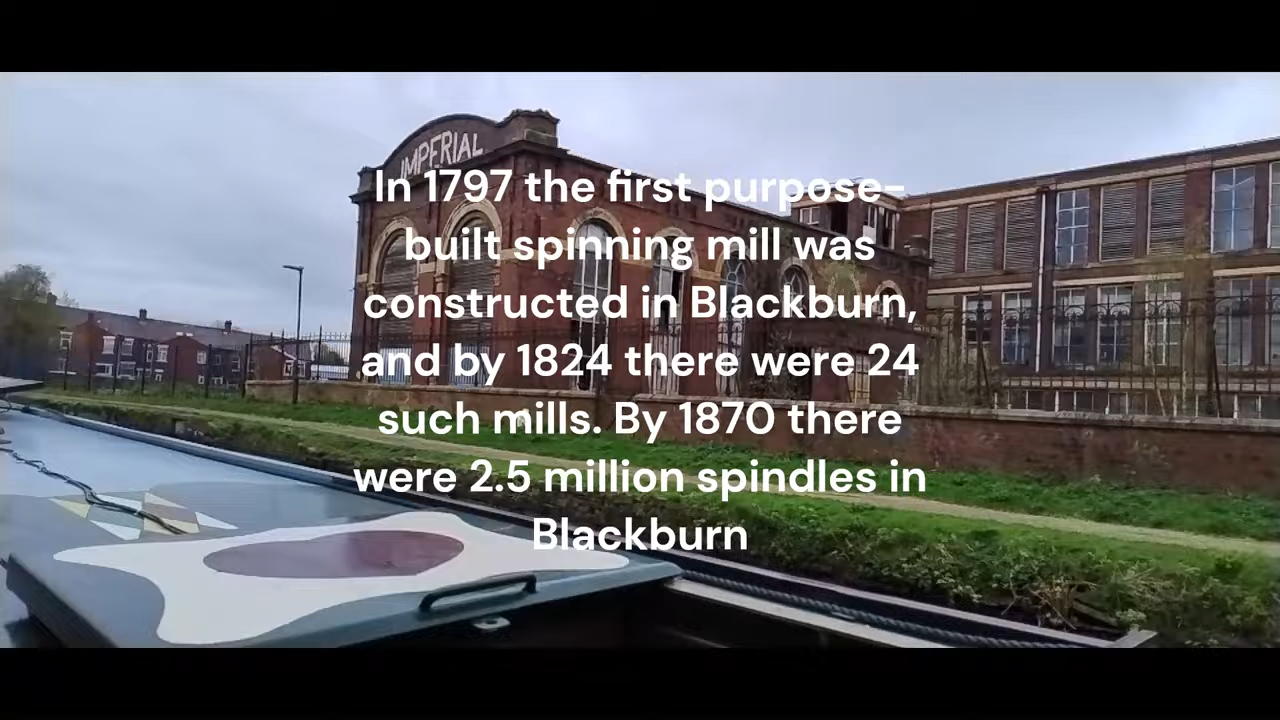 IMPERIAL
In 1797 the first purpose-
built spinning mill was
constructed in Blackburn,
and by 1824 there were 24
such mills. By 1870 there
were 2.5 million spindles in
Blackburn